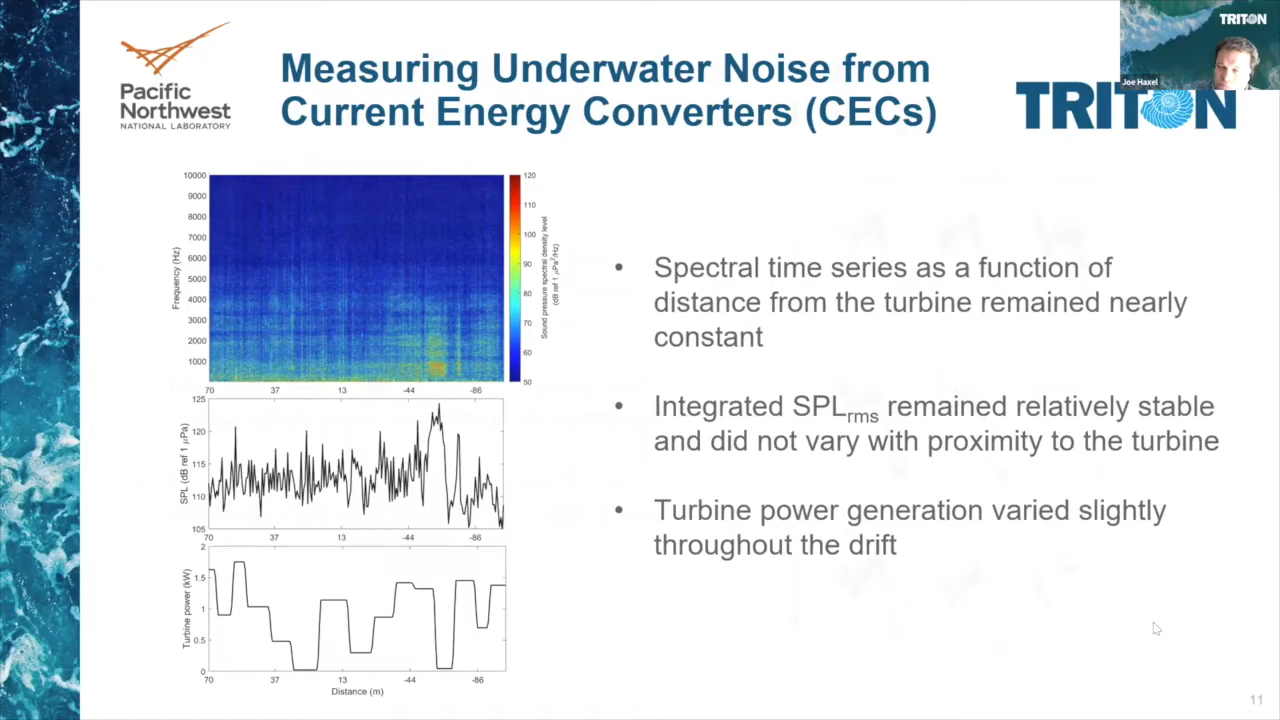 TRITON
Joe Haxel
Pacific
Northwest
NATIONAL LABORATORY
Measuring Underwater Noise from
Current Energy Converters (CECs)
TRITON
10000
9000
8000
7000
6000
5000
4000
3000
2000
1000
Frequency (Hz)
70 37 13 -44 -86
120
110
100
90
80
70
60
50
Sound pressure spectral density level
(dB ref 1 µPa²/Hz)
125
120
115
110
105
SPL (dB ref 1 µPa)
70 37 13 -44 -86
2
1.5
1
0.5
0
Turbine power (kW)
70 37 13 -44 -86
Distance (m)
• Spectral time series as a function of
distance from the turbine remained nearly
constant
• Integrated SPLrms remained relatively stable
and did not vary with proximity to the turbine
• Turbine power generation varied slightly
throughout the drift
11